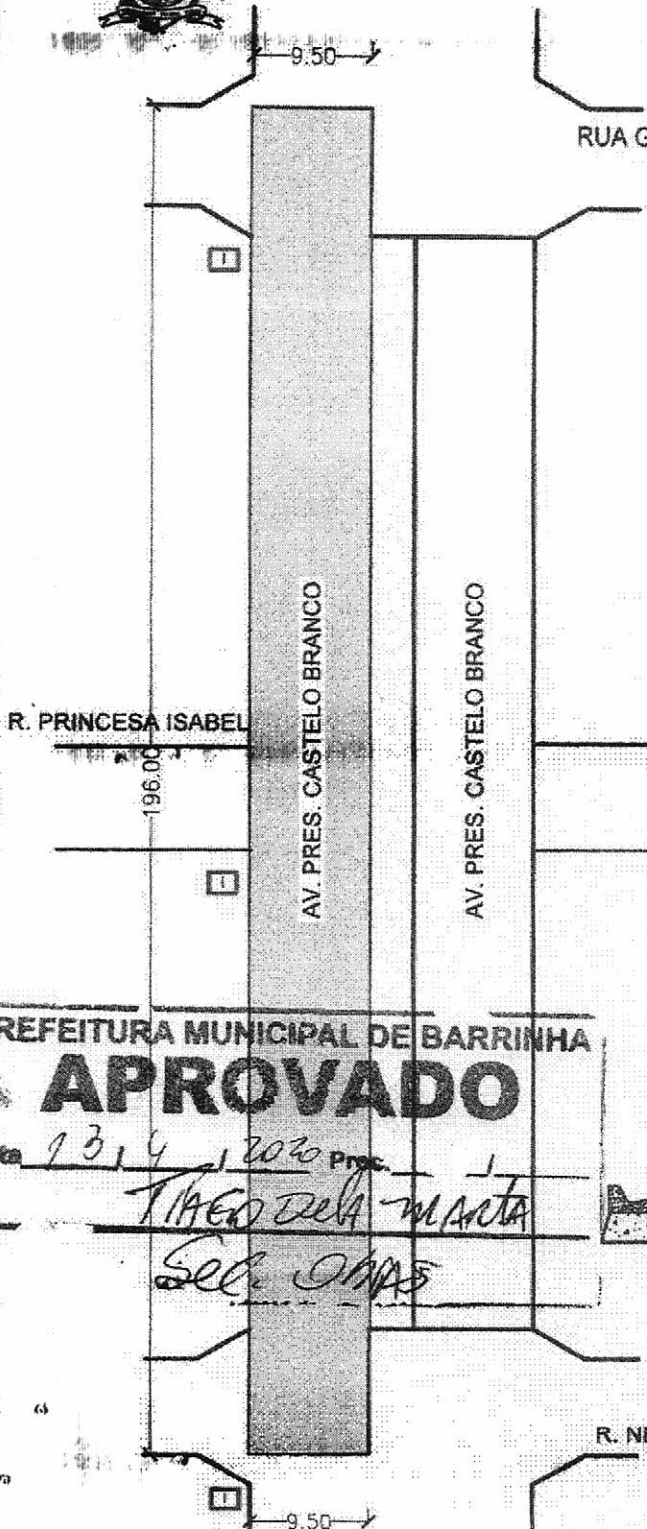 9.50
RUA G
AV. PRES. CASTELO BRANCO
AV. PRES. CASTELO BRANCO
R. PRINCESA ISABEL
196.00
REFEITURA MUNICIPAL DE BARRINHA
APROVADO
13 / 4 / 2020 Proc. /
Sec. Obras
R. N
9.50